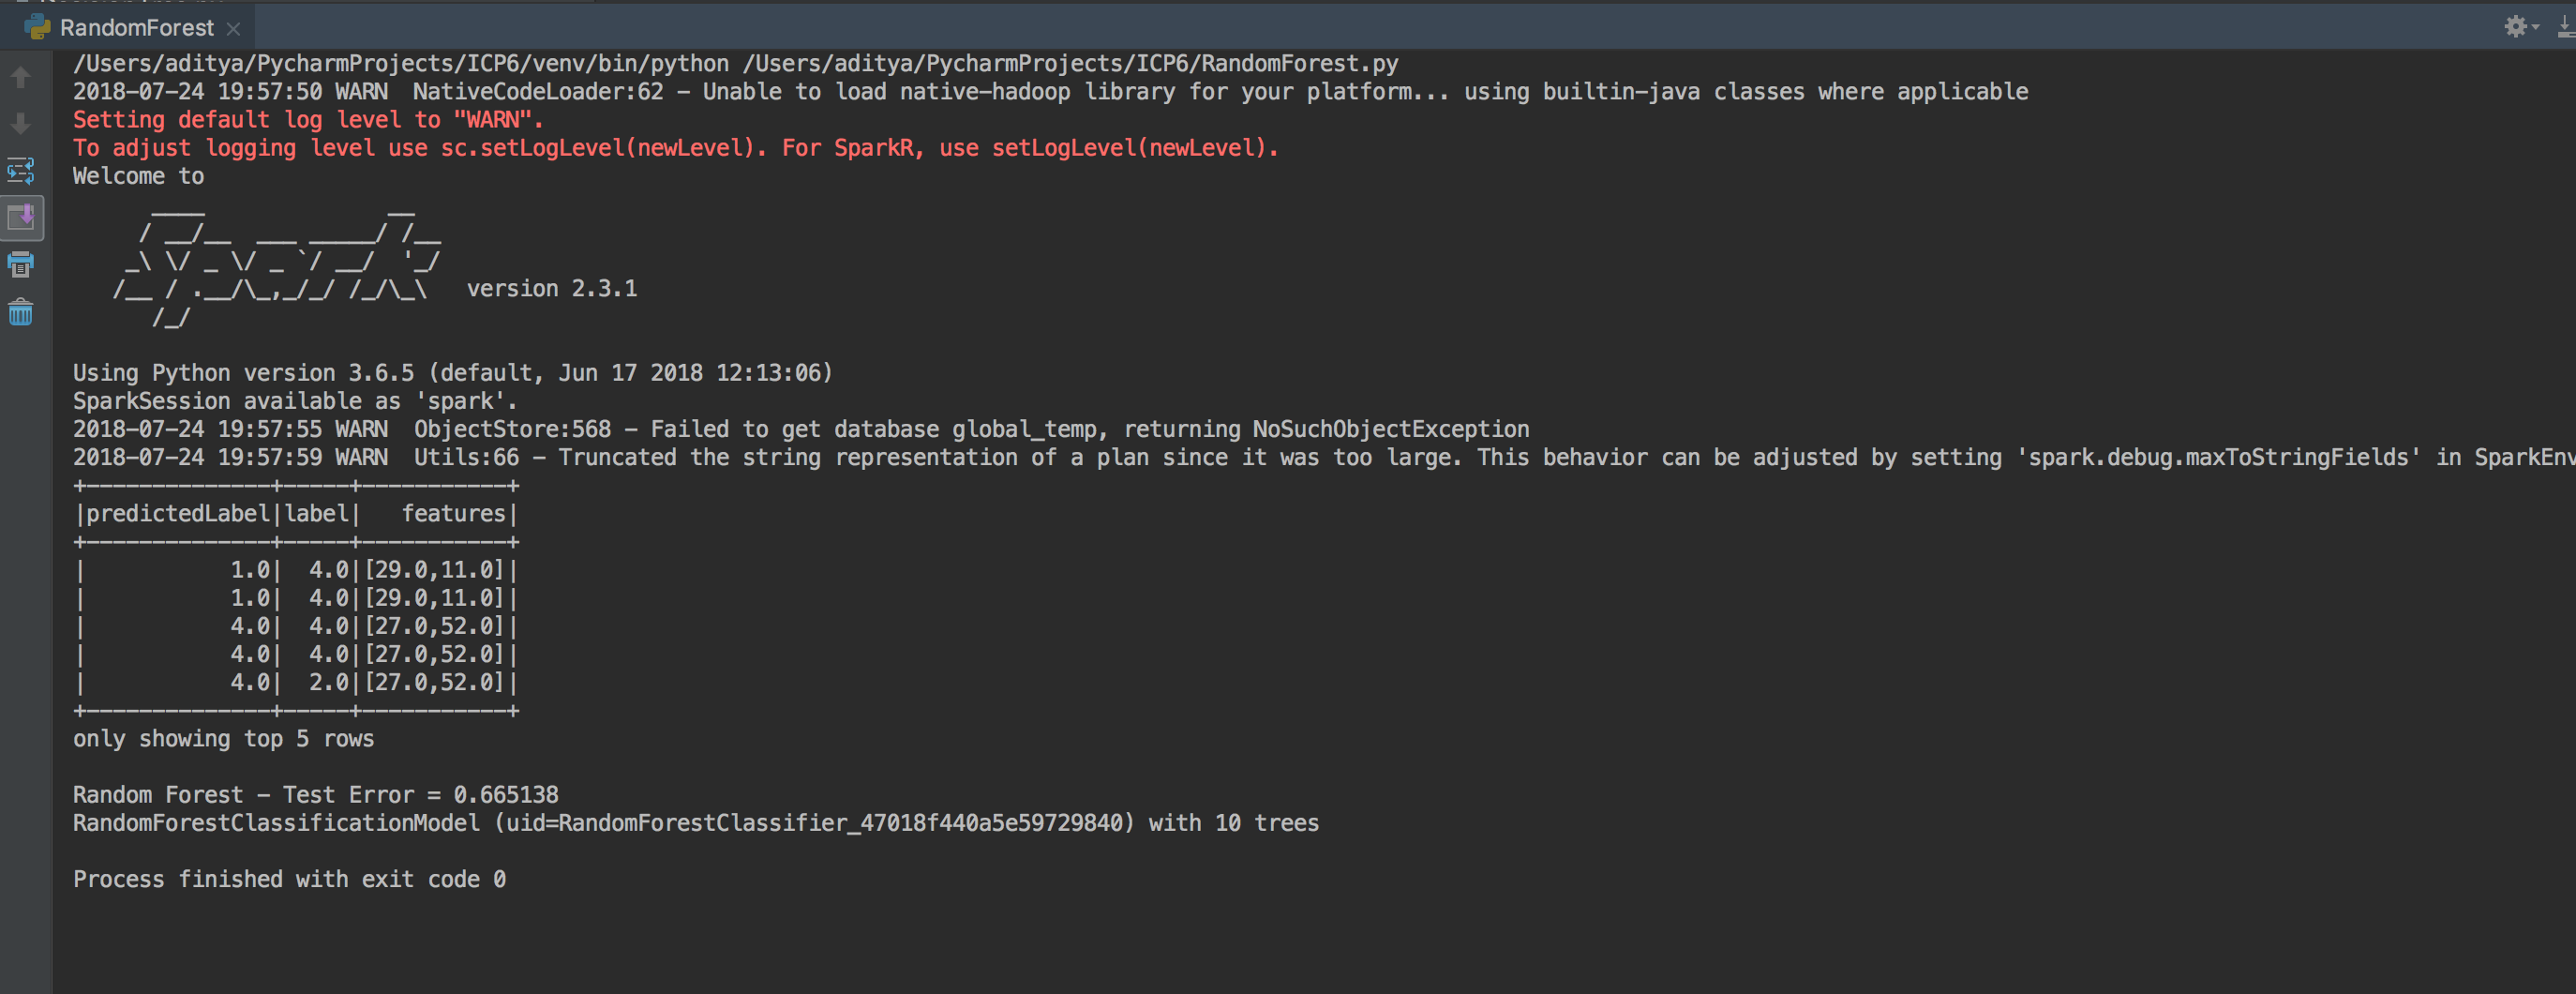 RandomForest
/Users/aditya/PycharmProjects/ICP6/venv/bin/python /Users/aditya/PycharmProjects/ICP6/RandomForest.py
2018-07-24 19:57:50 WARN  NativeCodeLoader:62 - Unable to load native-hadoop library for your platform... using builtin-java classes where applicable
Setting default log level to "WARN".
To adjust logging level use sc.setLogLevel(newLevel). For SparkR, use setLogLevel(newLevel).
Welcome to
      ____              __
     / __/__  ___ _____/ /__
    _\ \/ _ \/ _ `/ __/  '_/
   /__ / .__/\_,_/_/ /_/\_\   version 2.3.1
      /_/
Using Python version 3.6.5 (default, Jun 17 2018 12:13:06)
SparkSession available as 'spark'.
2018-07-24 19:57:55 WARN  ObjectStore:568 - Failed to get database global_temp, returning NoSuchObjectException
2018-07-24 19:57:59 WARN  Utils:66 - Truncated the string representation of a plan since it was too large. This behavior can be adjusted by setting 'spark.debug.maxToStringFields' in SparkEnv
+--------------+-----+-----------+
|predictedLabel|label|   features|
+--------------+-----+-----------+
|           1.0|  4.0|[29.0,11.0]|
|           1.0|  4.0|[29.0,11.0]|
|           4.0|  4.0|[27.0,52.0]|
|           4.0|  4.0|[27.0,52.0]|
|           4.0|  2.0|[27.0,52.0]|
+--------------+-----+-----------+
only showing top 5 rows
Random Forest - Test Error = 0.665138
RandomForestClassificationModel (uid=RandomForestClassifier_47018f440a5e59729840) with 10 trees
Process finished with exit code 0